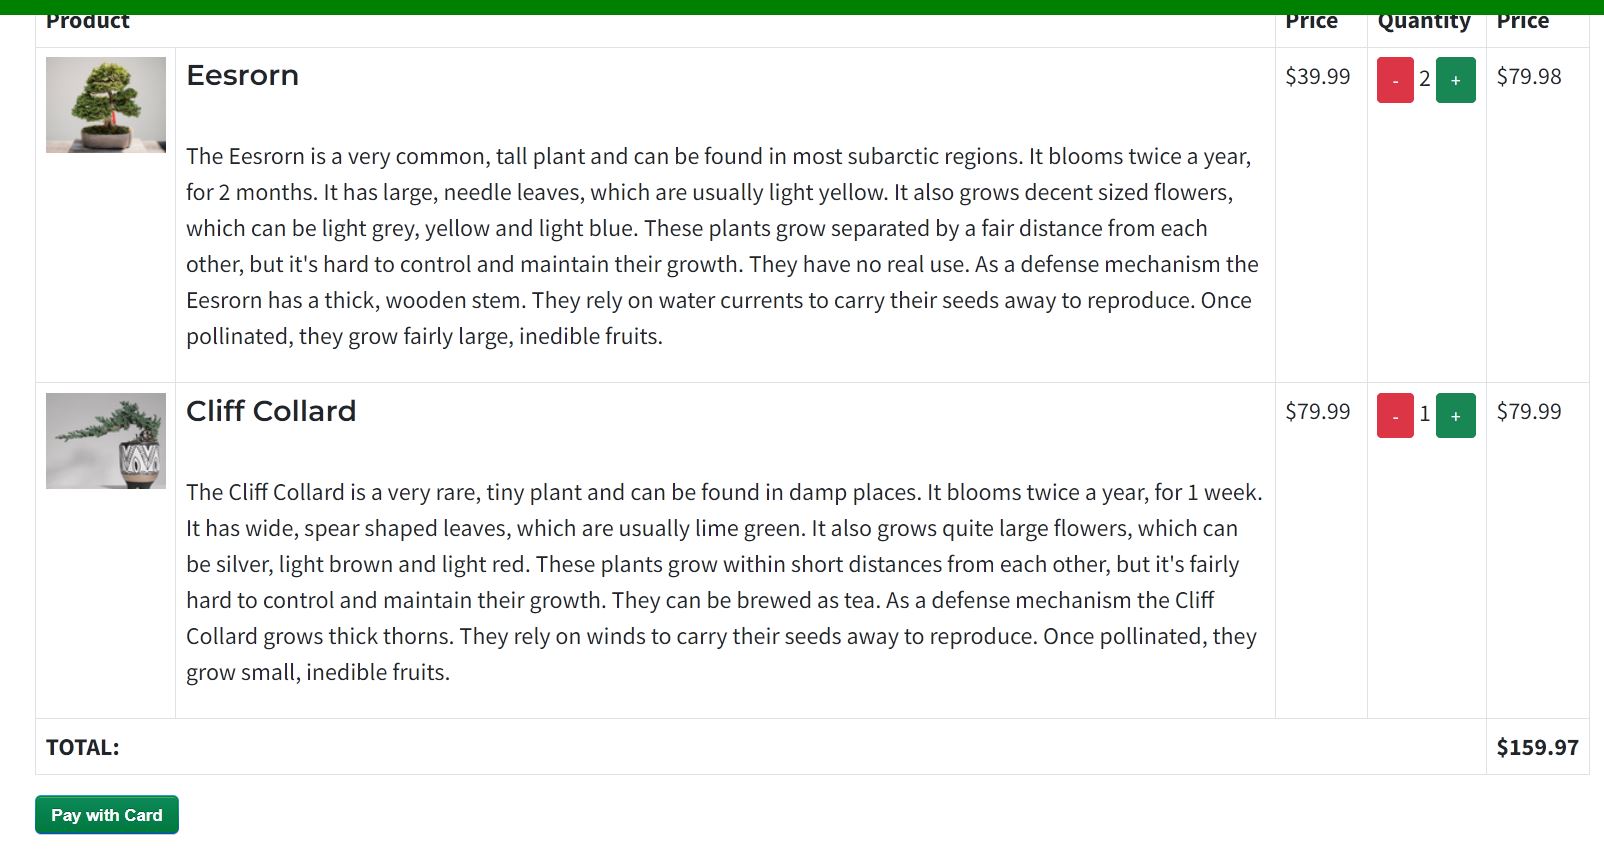 Product Price Quantity Price
Eesrorn $39.99 - 2 + $79.98
The Eesrorn is a very common, tall plant and can be found in most subarctic regions. It blooms twice a year,
for 2 months. It has large, needle leaves, which are usually light yellow. It also grows decent sized flowers,
which can be light grey, yellow and light blue. These plants grow separated by a fair distance from each
other, but it's hard to control and maintain their growth. They have no real use. As a defense mechanism the
Eesrorn has a thick, wooden stem. They rely on water currents to carry their seeds away to reproduce. Once
pollinated, they grow fairly large, inedible fruits.
Cliff Collard $79.99 - 1 + $79.99
The Cliff Collard is a very rare, tiny plant and can be found in damp places. It blooms twice a year, for 1 week.
It has wide, spear shaped leaves, which are usually lime green. It also grows quite large flowers, which can
be silver, light brown and light red. These plants grow within short distances from each other, but it's fairly
hard to control and maintain their growth. They can be brewed as tea. As a defense mechanism the Cliff
Collard grows thick thorns. They rely on winds to carry their seeds away to reproduce. Once pollinated, they
grow small, inedible fruits.
TOTAL: $159.97
Pay with Card